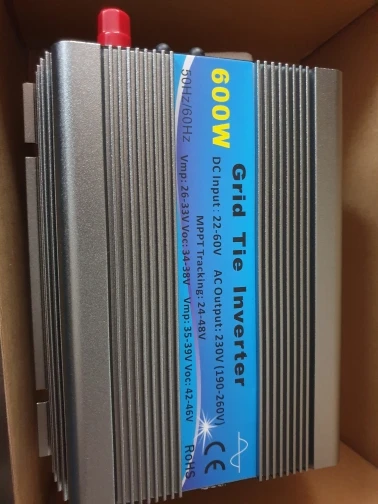 600W
50Hz/60Hz
Grid Tie Inverter
DC Input: 22-60V AC Output: 230V (190-260V)
MPPT Tracking: 24-48V
Vmp: 26-33V Voc: 34-38V Vmp: 35-39V Voc: 42-46V
CE
RoHS